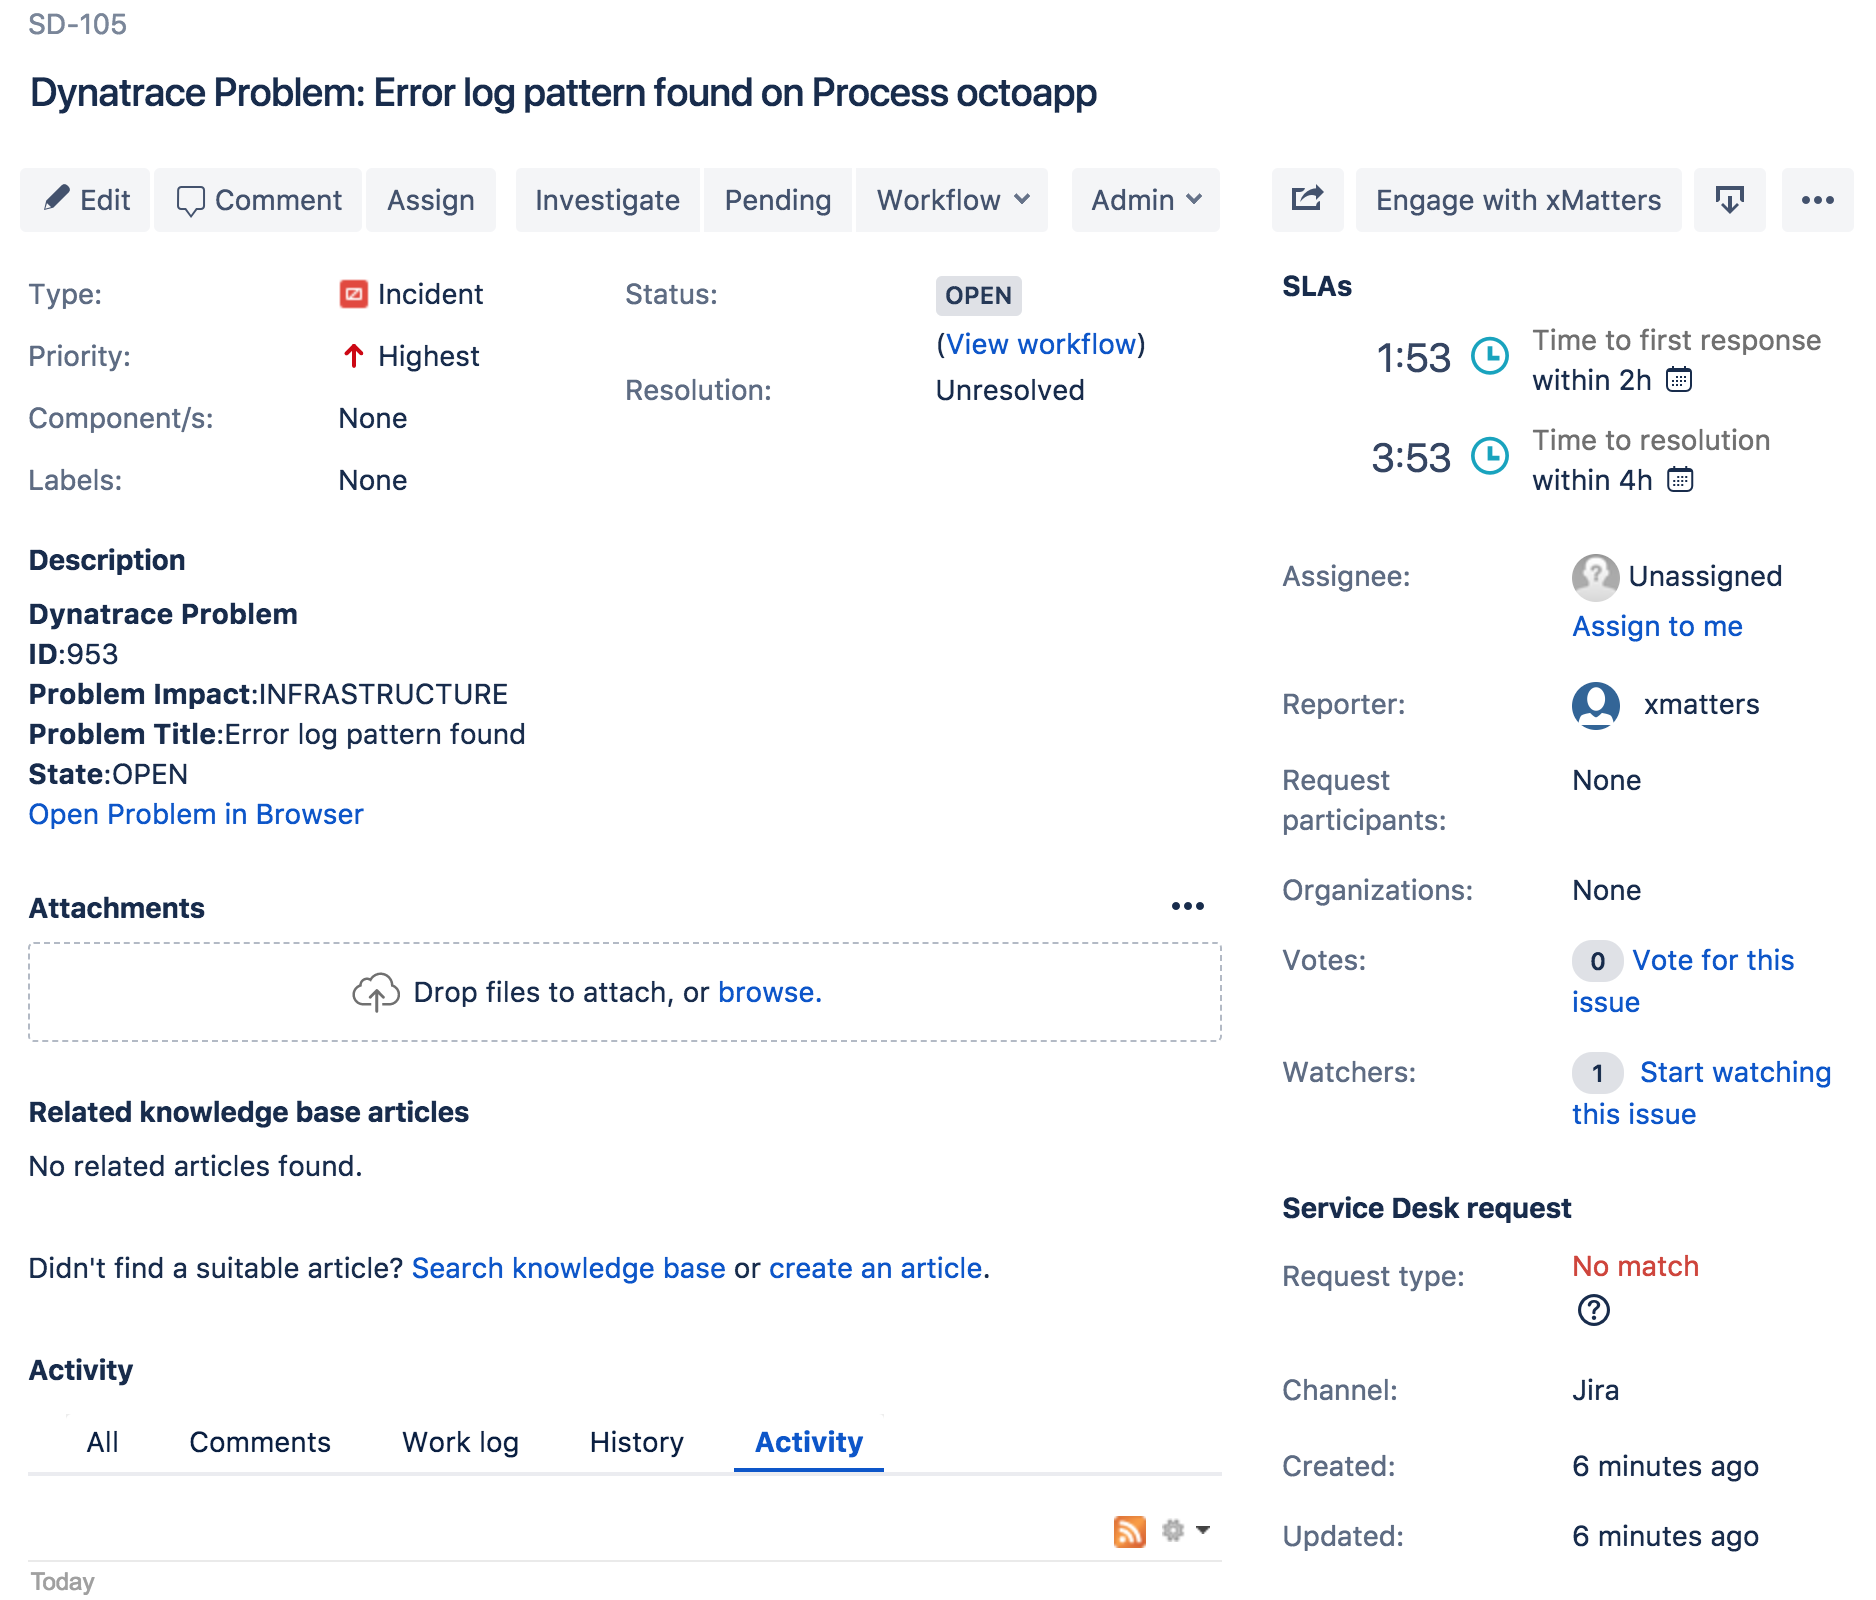 SD-105
Dynatrace Problem: Error log pattern found on Process octoapp
Edit Comment Assign Investigate Pending Workflow Admin Engage with xMatters
Type: Incident
Priority: Highest
Component/s: None
Labels: None
Status: OPEN
(View workflow)
Resolution: Unresolved
Description
Dynatrace Problem
ID:953
Problem Impact:INFRASTRUCTURE
Problem Title:Error log pattern found
State:OPEN
Open Problem in Browser
Attachments
Drop files to attach, or browse.
Related knowledge base articles
No related articles found.
Didn't find a suitable article? Search knowledge base or create an article.
Activity
All Comments Work log History Activity
Today
SLAs
1:53 Time to first response
within 2h
3:53 Time to resolution
within 4h
Assignee: Unassigned
Assign to me
Reporter: xmatters
Request None
participants:
Organizations: None
Votes: 0 Vote for this
issue
Watchers: 1 Start watching
this issue
Service Desk request
Request type: No match
Channel: Jira
Created: 6 minutes ago
Updated: 6 minutes ago